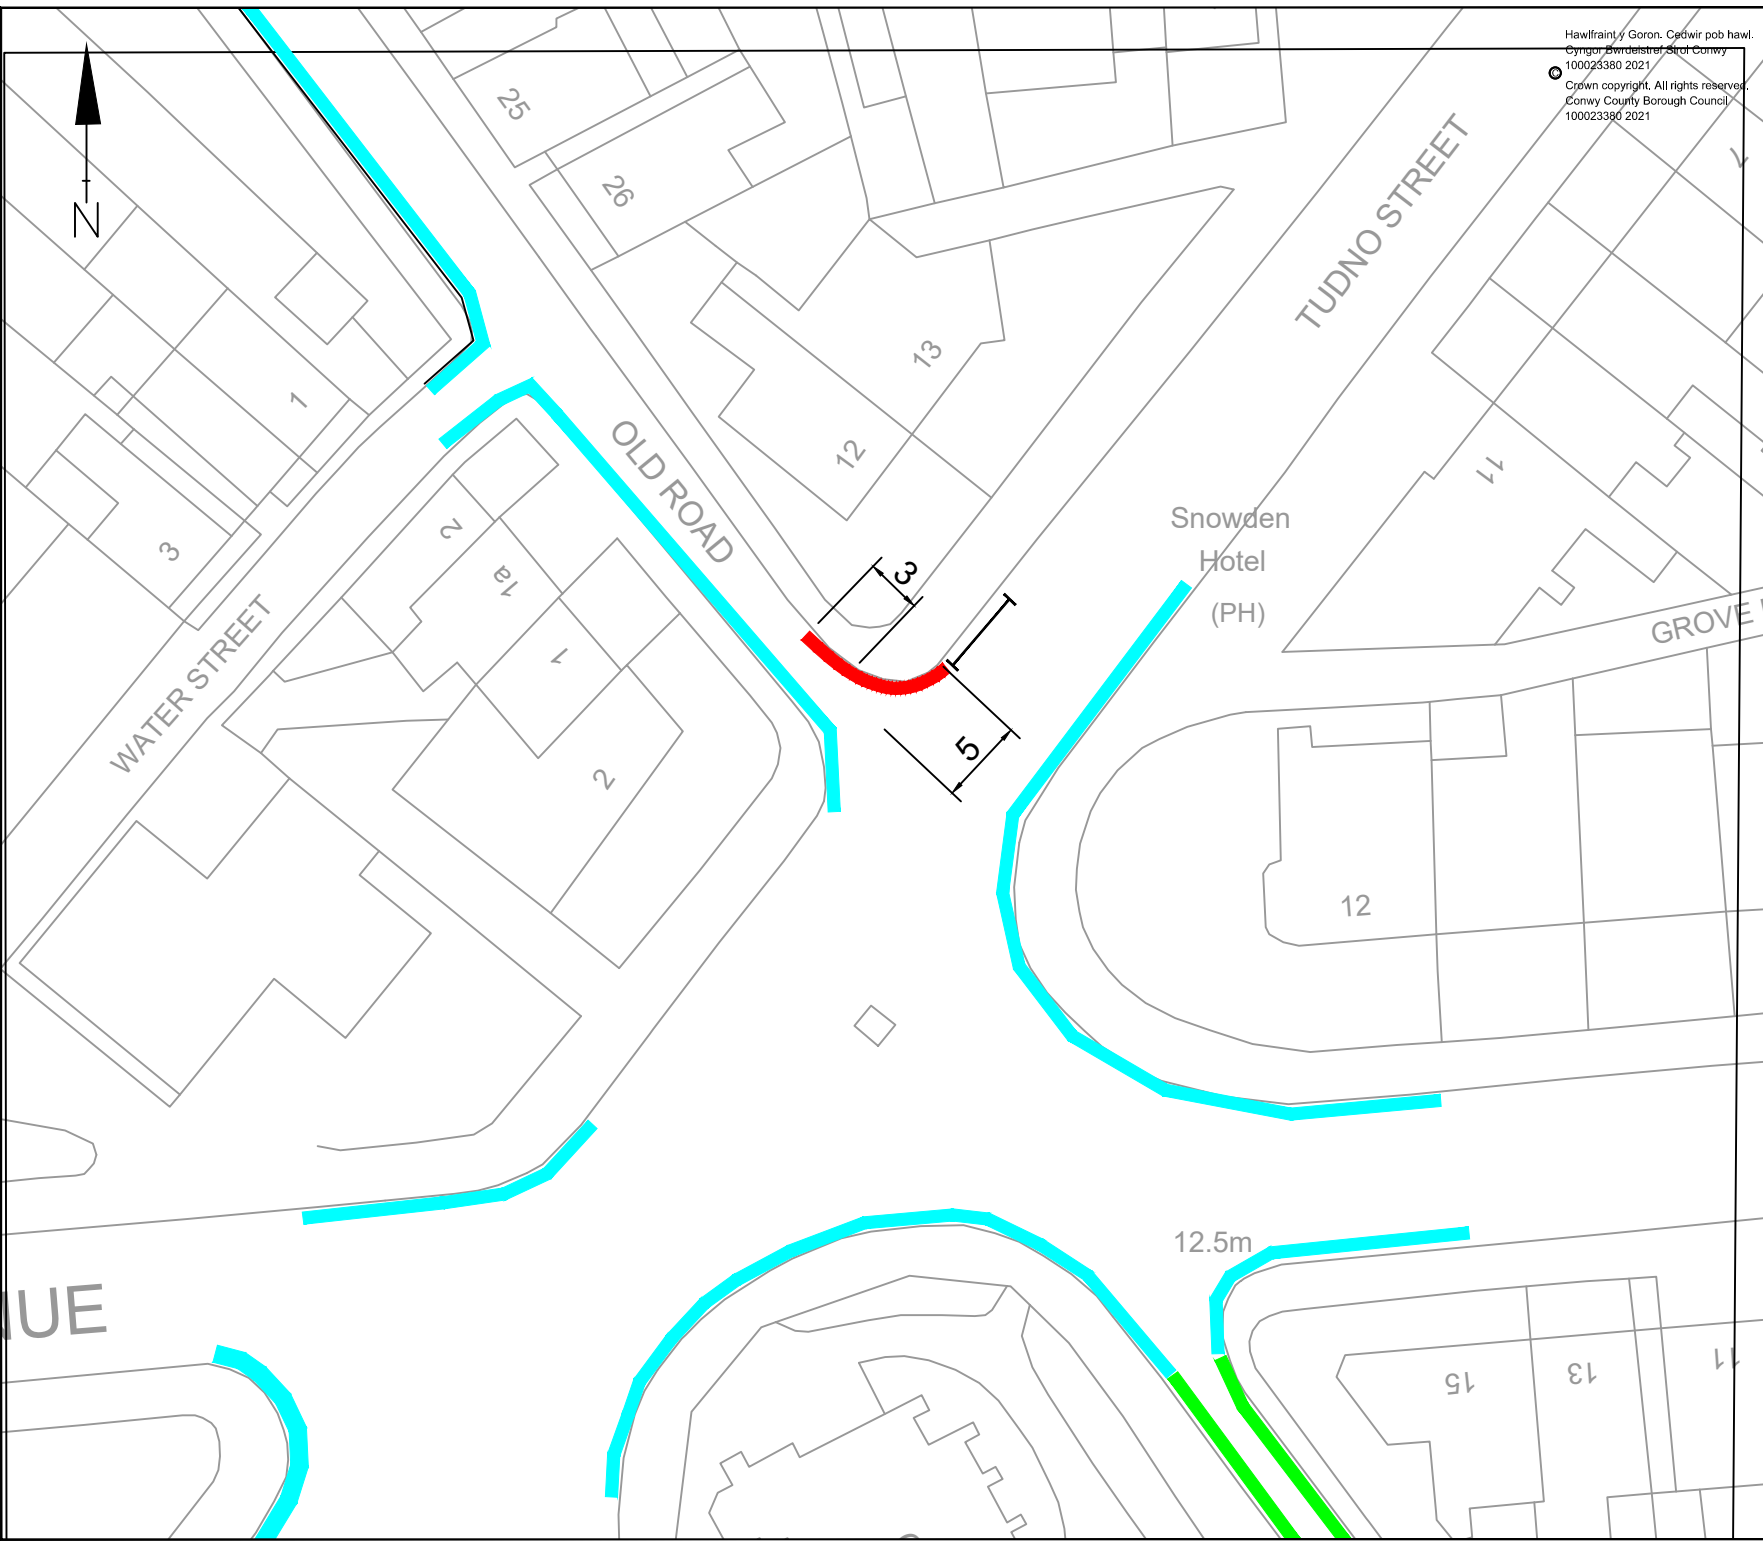 Hawlfraint y Goron. Cedwir pob hawl.
Cyngor Bwrdeistref Sirol Conwy
100023380 2021
© Crown copyright. All rights reserved.
Conwy County Borough Council
100023380 2021
N
25
26
7
TUDNO STREET
13
12
1
OLD ROAD
11
3
2
1a
1
2
WATER STREET
3
5
Snowden
Hotel
(PH)
GROVE
12
12.5m
NUE
15
13
11